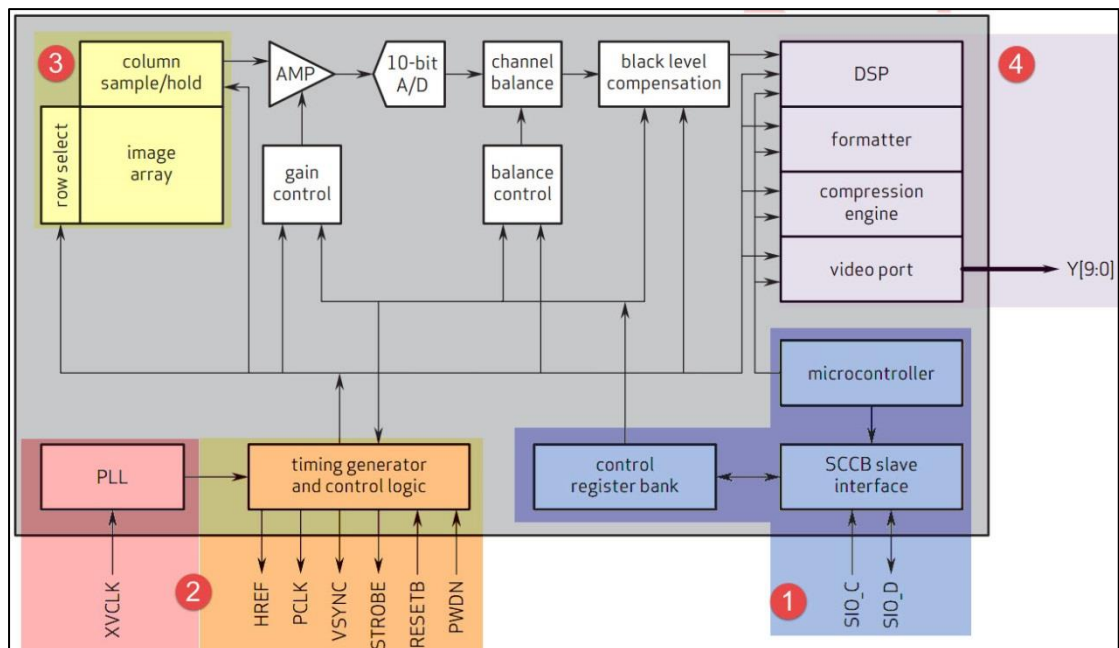 3
column
sample/hold
row select
image
array
AMP
10-bit
A/D
channel
balance
black level
compensation
gain
control
balance
control
4
DSP
formatter
compression
engine
video port
Y[9:0]
microcontroller
PLL
timing generator
and control logic
control
register bank
SCCB slave
interface
XVCLK
2
HREF
PCLK
VSYNC
STROBE
RESETB
PWDN
1
SIO_C
SIO_D